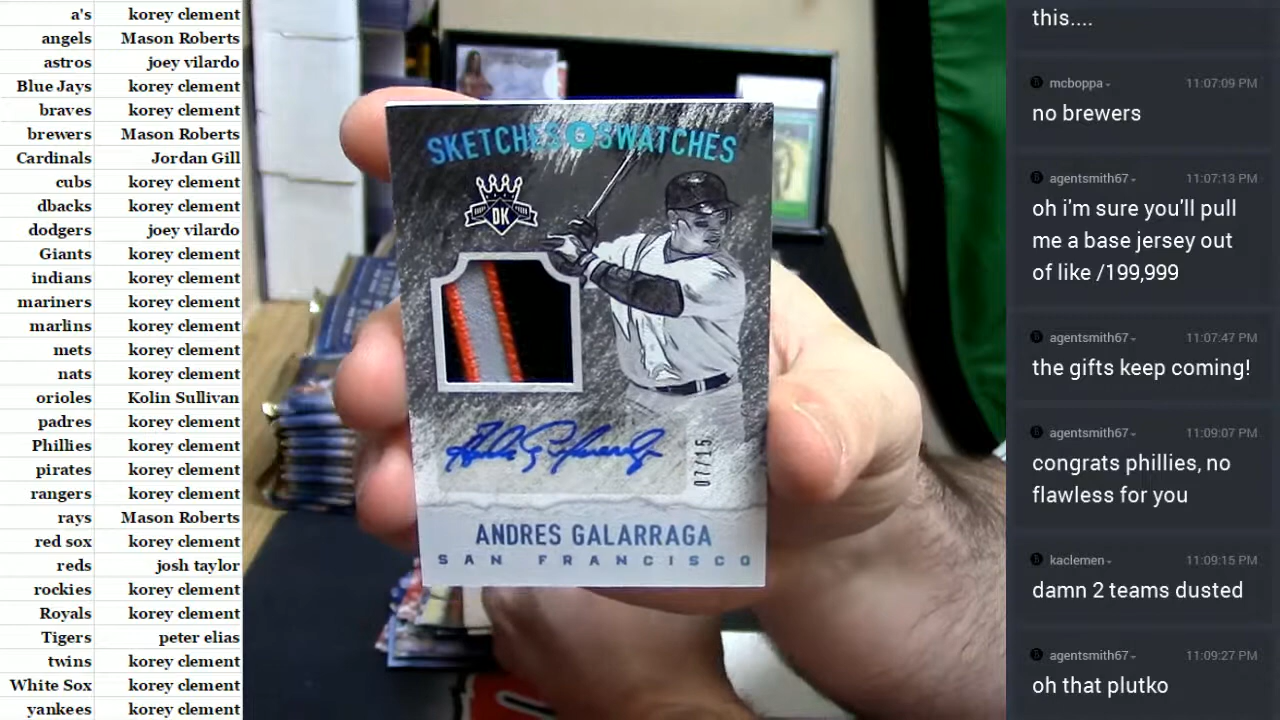 a's korey clement
angels Mason Roberts
astros joey vilardo
Blue Jays korey clement
braves korey clement
brewers Mason Roberts
Cardinals Jordan Gill
cubs korey clement
dbacks korey clement
dodgers joey vilardo
Giants korey clement
indians korey clement
mariners korey clement
marlins korey clement
mets korey clement
nats korey clement
orioles Kolin Sullivan
padres korey clement
Phillies korey clement
pirates korey clement
rangers korey clement
rays Mason Roberts
red sox korey clement
reds josh taylor
rockies korey clement
Royals korey clement
Tigers peter elias
twins korey clement
White Sox korey clement
yankees korey clement
SKETCHES & SWATCHES
DK
07/15
ANDRES GALARRAGA
SAN FRANCISCO
this....
mcboppa 11:07:09 PM
no brewers
agentsmith67 11:07:13 PM
oh i'm sure you'll pull
me a base jersey out
of like /199,999
agentsmith67 11:07:47 PM
the gifts keep coming!
agentsmith67 11:09:07 PM
congrats phillies, no
flawless for you
kaclemen 11:09:15 PM
damn 2 teams dusted
agentsmith67 11:09:27 PM
oh that plutko